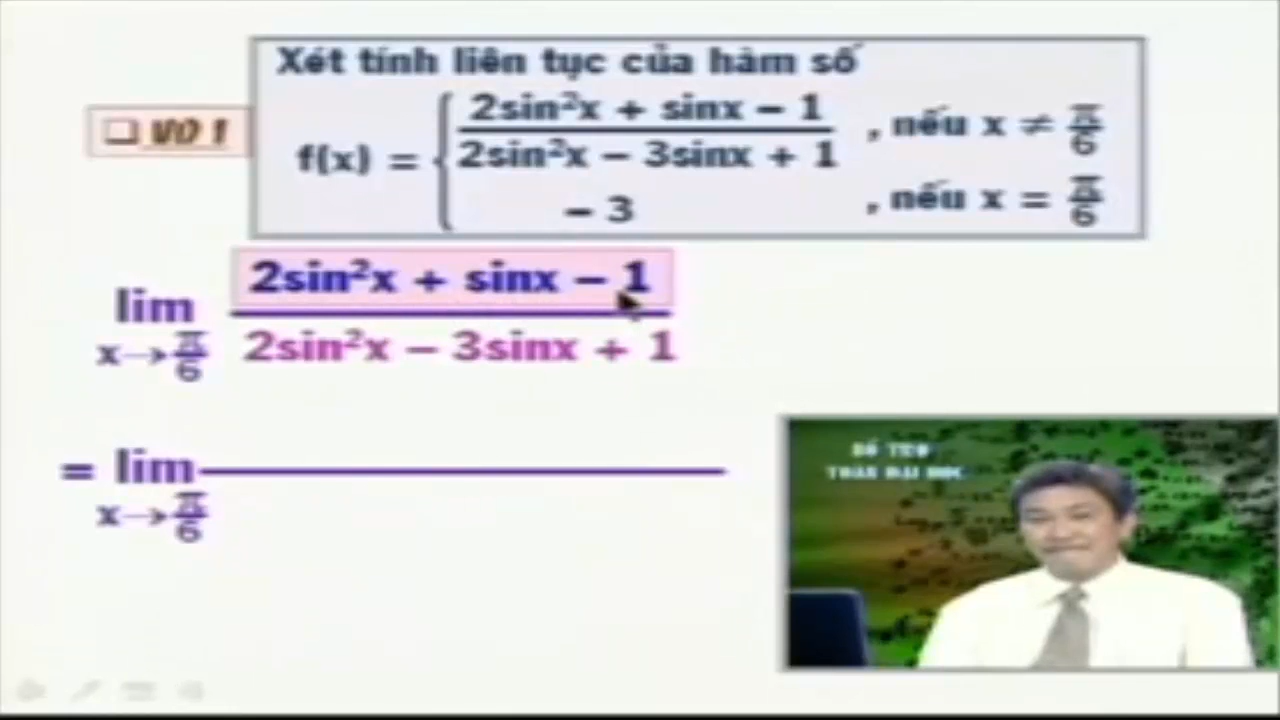 Xét tính liên tục của hàm số
❑ VD 1
f(x) = { (2sin²x + sinx − 1) / (2sin²x − 3sinx + 1) , nếu x ≠ π/6
− 3 , nếu x = π/6
lim x→π/6 (2sin²x + sinx − 1) / (2sin²x − 3sinx + 1)
= lim x→π/6